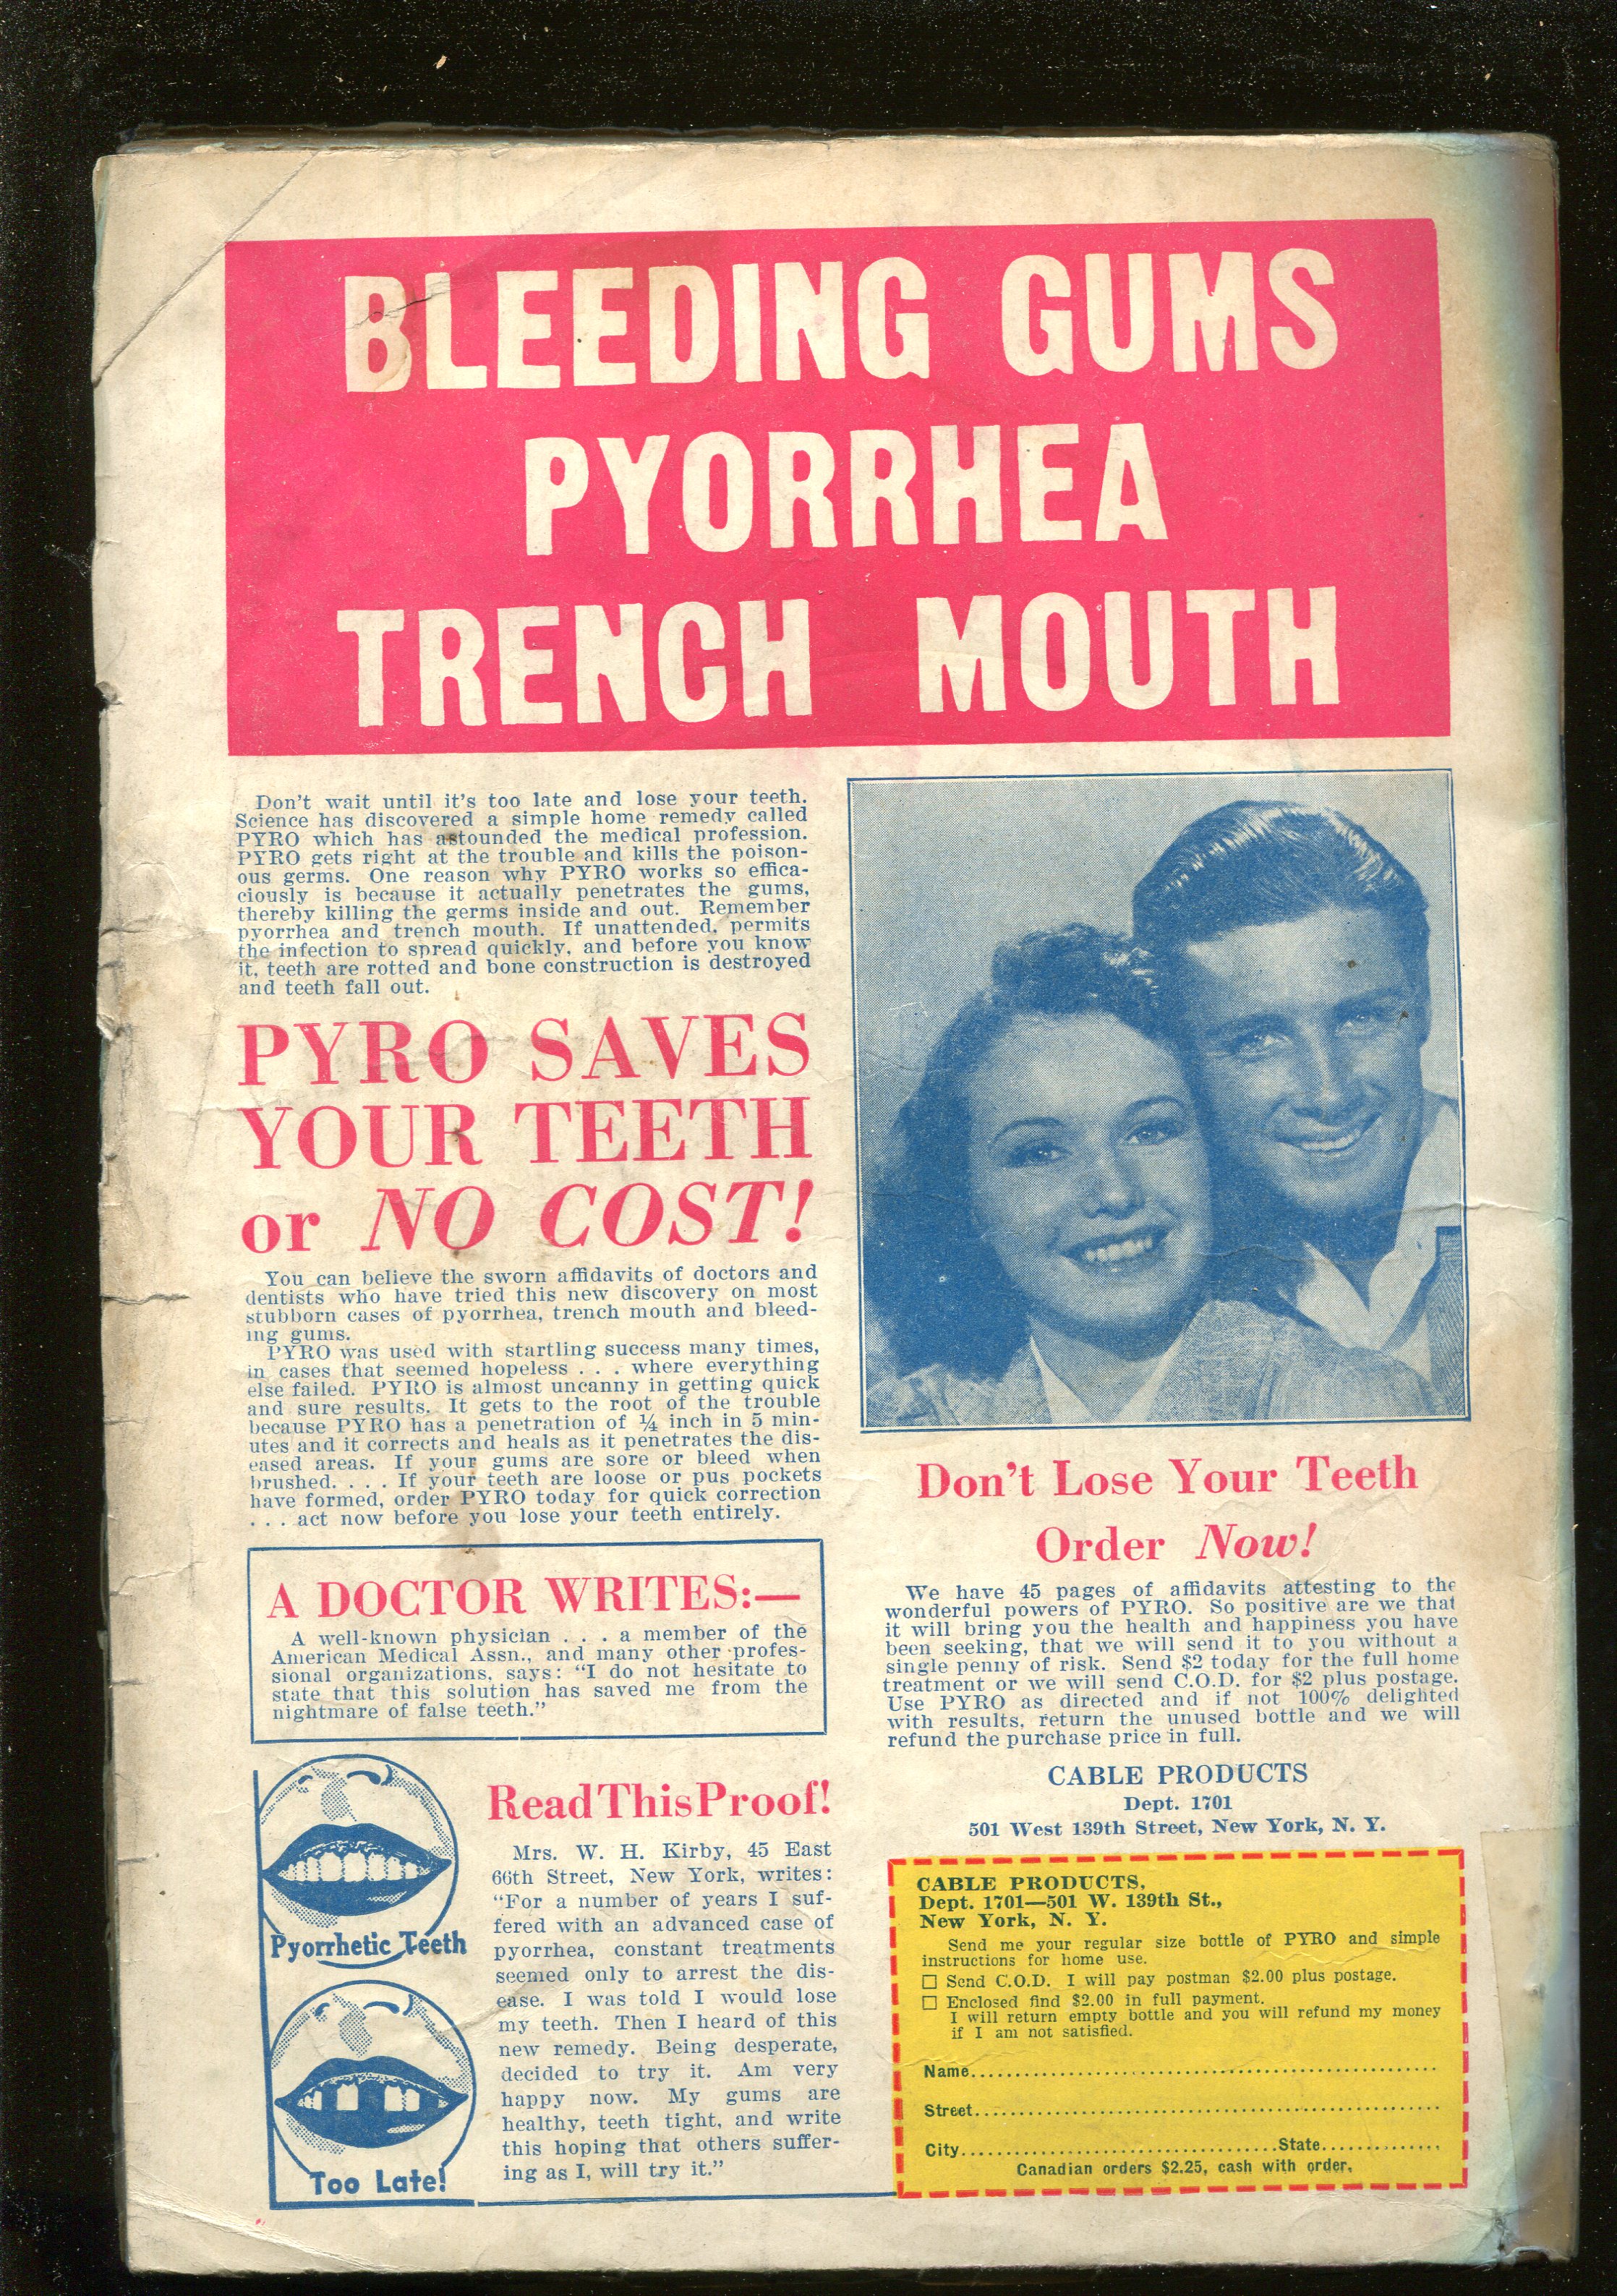 BLEEDING GUMS
PYORRHEA
TRENCH MOUTH
Don't wait until it's too late and lose your teeth.
Science has discovered a simple home remedy called
PYRO which has astounded the medical profession.
PYRO gets right at the trouble and kills the poison-
ous germs. One reason why PYRO works so effica-
ciously is because it actually penetrates the gums,
thereby killing the germs inside and out. Remember
pyorrhea and trench mouth. If unattended, permits
the infection to spread quickly, and before you know
it, teeth are rotted and bone construction is destroyed
and teeth fall out.
PYRO SAVES
YOUR TEETH
or NO COST!
You can believe the sworn affidavits of doctors and
dentists who have tried this new discovery on most
stubborn cases of pyorrhea, trench mouth and bleed-
ing gums.
PYRO was used with startling success many times,
in cases that seemed hopeless . . . where everything
else failed. PYRO is almost uncanny in getting quick
and sure results. It gets to the root of the trouble
because PYRO has a penetration of ¼ inch in 5 min-
utes and it corrects and heals as it penetrates the dis-
eased areas. If your gums are sore or bleed when
brushed. . . . If your teeth are loose or pus pockets
have formed, order PYRO today for quick correction
. . . act now before you lose your teeth entirely.
A DOCTOR WRITES:—
A well-known physician . . . a member of the
American Medical Assn., and many other profes-
sional organizations, says: "I do not hesitate to
state that this solution has saved me from the
nightmare of false teeth."
Pyorrhetic Teeth
Too Late!
Read This Proof!
Mrs. W. H. Kirby, 45 East
66th Street, New York, writes:
"For a number of years I suf-
fered with an advanced case of
pyorrhea, constant treatments
seemed only to arrest the dis-
ease. I was told I would lose
my teeth. Then I heard of this
new remedy. Being desperate,
decided to try it. Am very
happy now. My gums are
healthy, teeth tight, and write
this hoping that others suffer-
ing as I, will try it."
Don't Lose Your Teeth
Order Now!
We have 45 pages of affidavits attesting to the
wonderful powers of PYRO. So positive are we that
it will bring you the health and happiness you have
been seeking, that we will send it to you without a
single penny of risk. Send $2 today for the full home
treatment or we will send C.O.D. for $2 plus postage.
Use PYRO as directed and if not 100% delighted
with results, return the unused bottle and we will
refund the purchase price in full.
CABLE PRODUCTS
Dept. 1701
501 West 139th Street, New York, N. Y.
CABLE PRODUCTS,
Dept. 1701—501 W. 139th St.,
New York, N. Y.
Send me your regular size bottle of PYRO and simple
instructions for home use.
□ Send C.O.D. I will pay postman $2.00 plus postage.
□ Enclosed find $2.00 in full payment.
I will return empty bottle and you will refund my money
if I am not satisfied.
Name....................................................
Street....................................................
City...................................State.............
Canadian orders $2.25, cash with order.